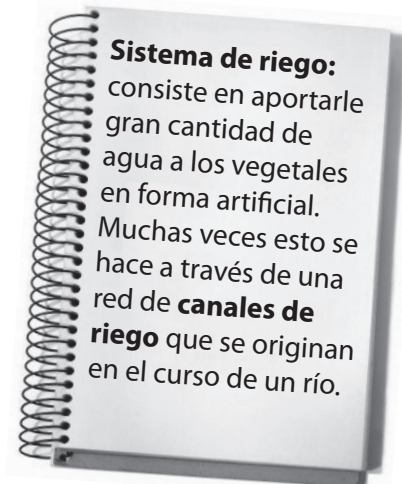 Sistema de riego:
consiste en aportarle
gran cantidad de
agua a los vegetales
en forma artificial.
Muchas veces esto se
hace a través de una
red de canales de
riego que se originan
en el curso de un río.